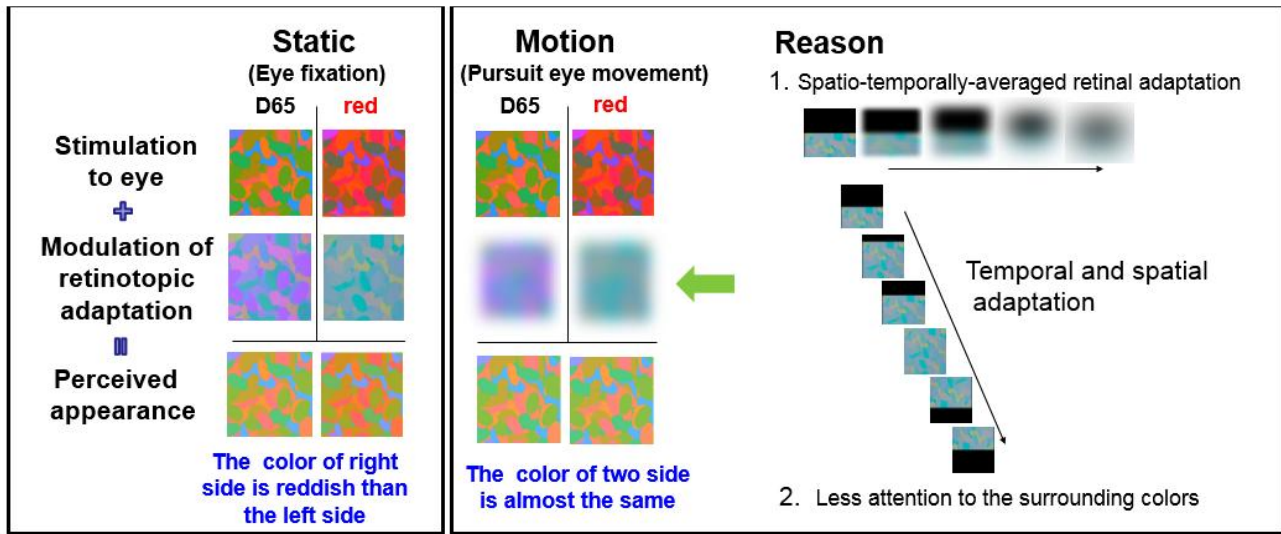 Static
(Eye fixation)
D65 red
Stimulation
to eye
+
Modulation of
retinotopic
adaptation
=
Perceived
appearance
The color of right
side is reddish than
the left side
Motion
(Pursuit eye movement)
D65 red
The color of two side
is almost the same
Reason
1. Spatio-temporally-averaged retinal adaptation
Temporal and spatial
adaptation
2. Less attention to the surrounding colors